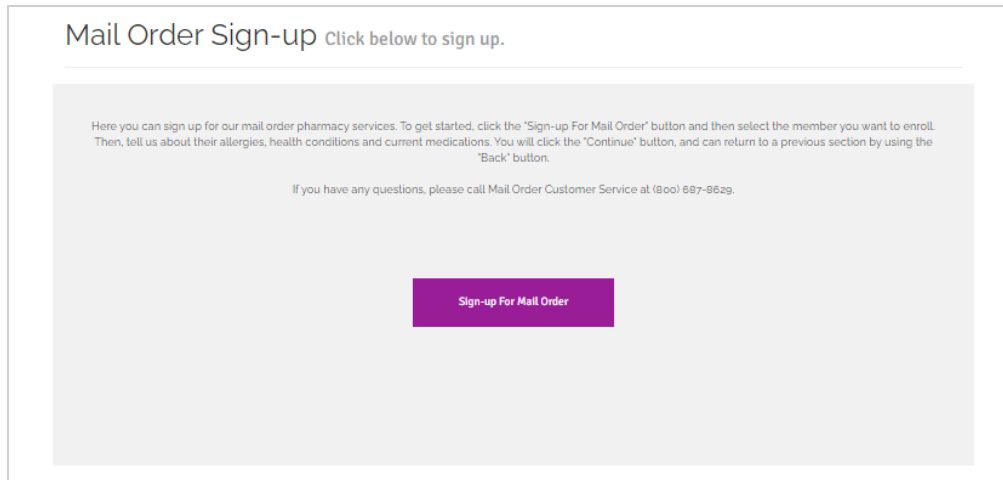 Mail Order Sign-up Click below to sign up.
Here you can sign up for our mail order pharmacy services. To get started, click the "Sign-up For Mail Order" button and then select the member you want to enroll.
Then, tell us about their allergies, health conditions and current medications. You will click the "Continue" button, and can return to a previous section by using the
"Back" button.
If you have any questions, please call Mail Order Customer Service at (800) 687-8629.
Sign-up For Mail Order